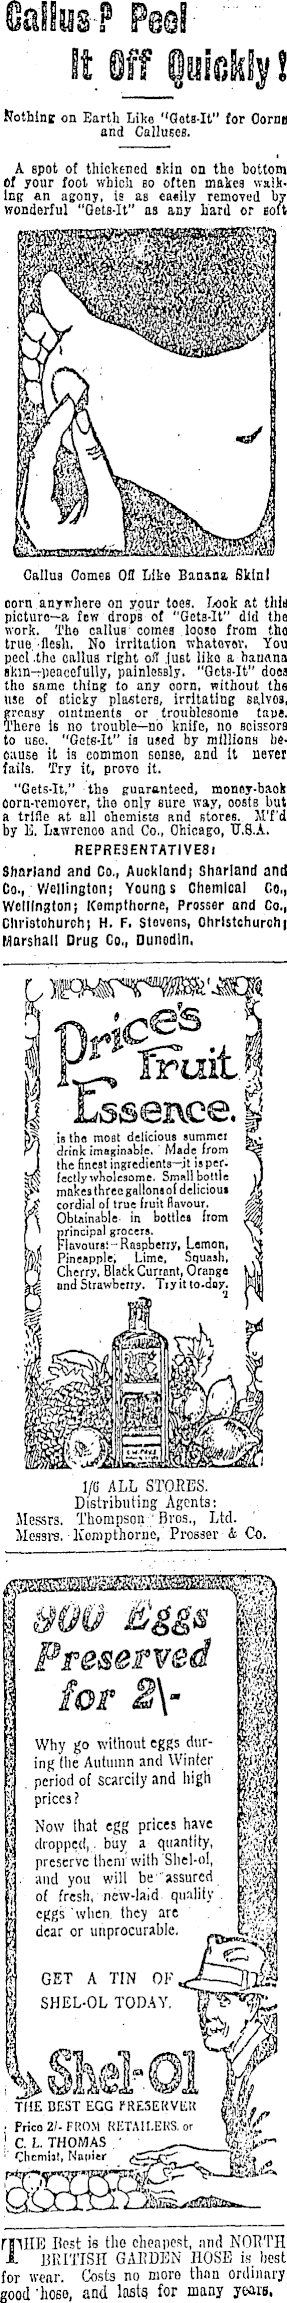 Callus? Peel
It Off Quickly!
Nothing on Earth Like "Gets-It" for Corns
and Calluses.
A spot of thickened skin on the bottom
of your foot which so often makes walk-
ing an agony, is as easily removed by
wonderful "Gets-It" as any hard or soft
Callus Comes Off Like Banana Skin!
corn anywhere on your toes. Look at this
picture—a few drops of "Gets-It" did the
work. The callus comes loose from the
true flesh. No irritation whatever. You
peel the callus right off just like a banana
skin—peacefully, painlessly. "Gets-It" does
the same thing to any corn, without the
use of sticky plasters, irritating salves,
greasy ointments or troublesome tape.
There is no trouble—no knife, no scissors
to use. "Gets-It" is used by millions be-
cause it is common sense, and it never
fails. Try it, prove it.
"Gets-It," the guaranteed, money-back
corn-remover, the only sure way, costs but
a trifle at all chemists and stores. M'f'd
by E. Lawrence and Co., Chicago, U.S.A.
REPRESENTATIVES:
Sharland and Co., Auckland; Sharland and
Co., Wellington; Youngs Chemical Co.,
Wellington; Kempthorne, Prosser and Co.,
Christchurch; H. F. Stevens, Christchurch;
Marshall Drug Co., Dunedin.
Price's
Fruit
Essence.
is the most delicious summer
drink imaginable. Made from
the finest ingredients—it is per-
fectly wholesome. Small bottle
makes three gallons of delicious
cordial of true fruit flavour.
Obtainable in bottles from
principal grocers.
Flavours:—Raspberry, Lemon,
Pineapple, Lime, Squash,
Cherry, Black Currant, Orange
and Strawberry. Try it to-day.
2
1/6 ALL STORES.
Distributing Agents:
Messrs. Thompson Bros., Ltd.
Messrs. Kempthorne, Prosser & Co.
900 Eggs
Preserved
for 2\-
Why go without eggs dur-
ing the Autumn and Winter
period of scarcity and high
prices?
Now that egg prices have
dropped, buy a quantity,
preserve them with Shel-ol,
and you will be assured
of fresh, new-laid quality
eggs when they are
dear or unprocurable.
GET A TIN OF
SHEL-OL TODAY.
Shel-Ol
THE BEST EGG PRESERVER
Price 2/- FROM RETAILERS. or
C. L. THOMAS
Chemist, Napier
THE Best is the cheapest, and NORTH
BRITISH GARDEN HOSE is best
for wear. Costs no more than ordinary
good hose, and lasts for many years.